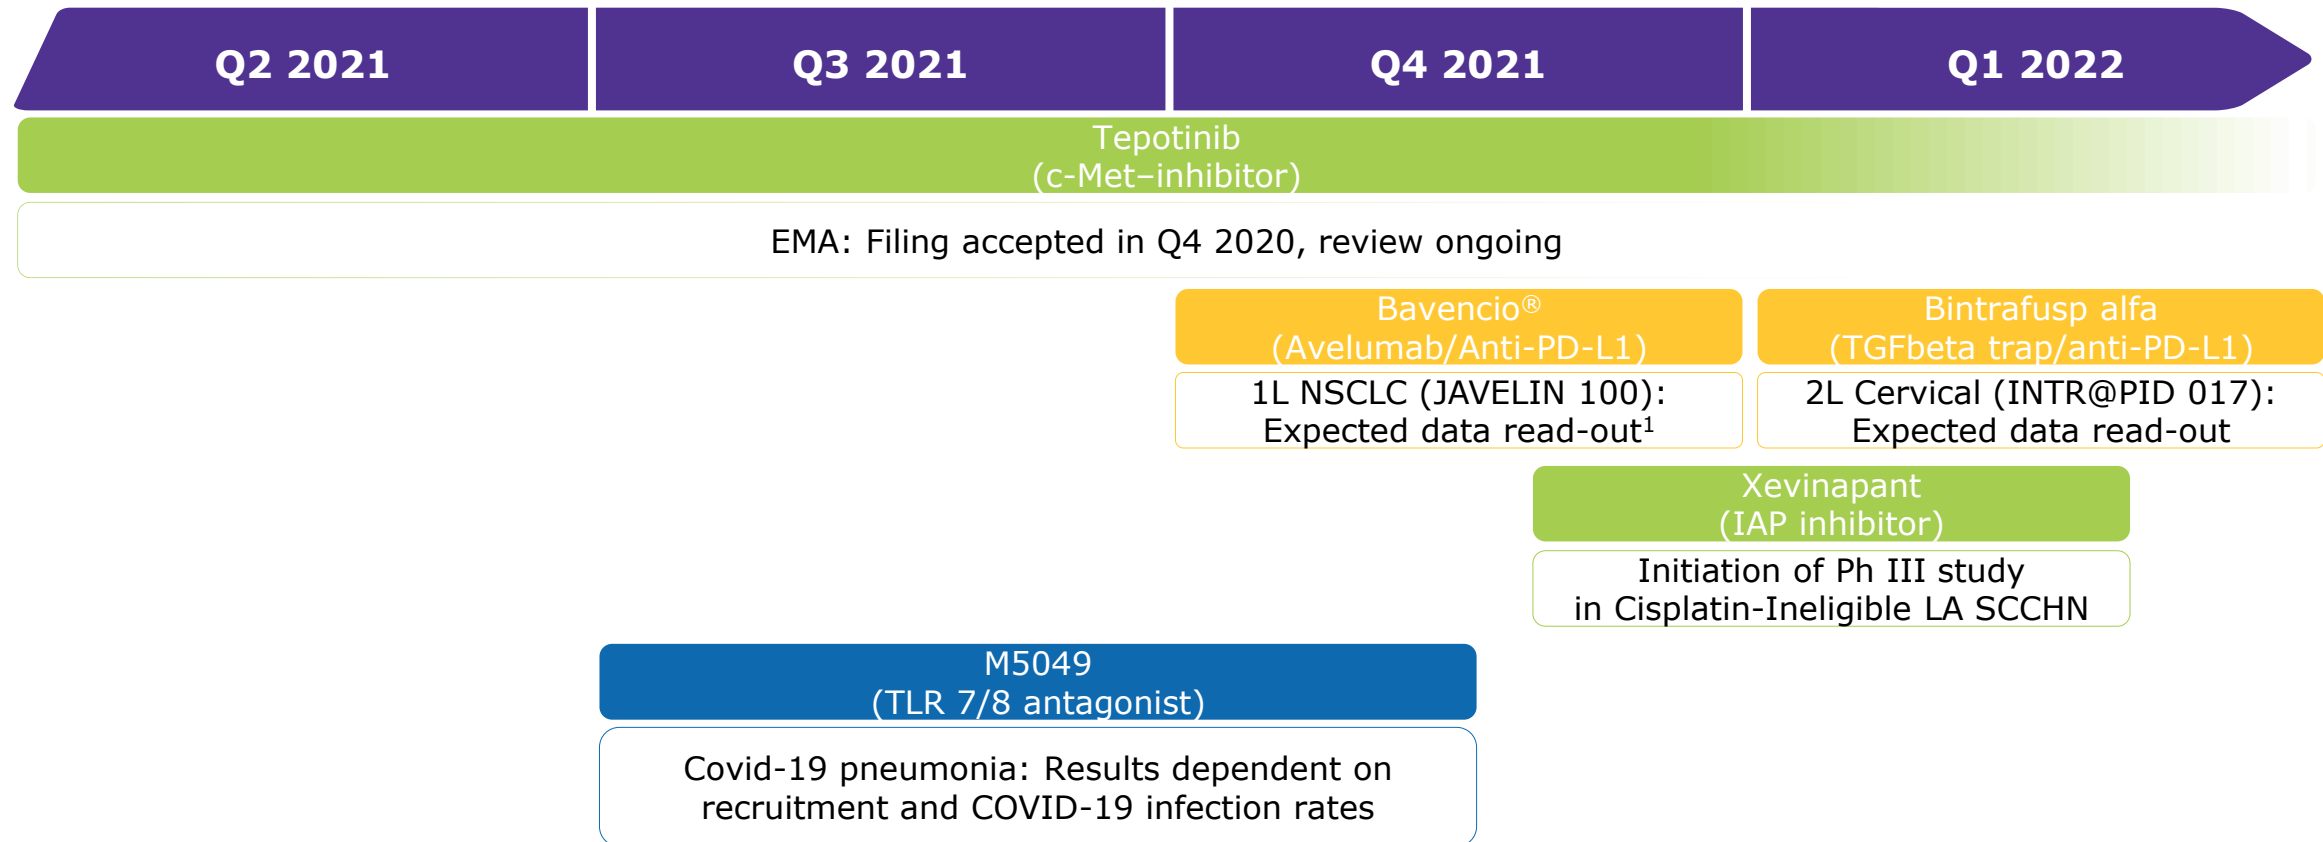 Q2 2021
Q3 2021
Q4 2021
Q1 2022
Tepotinib
(c-Met–inhibitor)
EMA: Filing accepted in Q4 2020, review ongoing
Bavencio®
(Avelumab/Anti-PD-L1)
1L NSCLC (JAVELIN 100):
Expected data read-out¹
Bintrafusp alfa
(TGFbeta trap/anti-PD-L1)
2L Cervical (INTR@PID 017):
Expected data read-out
Xevinapant
(IAP inhibitor)
Initiation of Ph III study
in Cisplatin-Ineligible LA SCCHN
M5049
(TLR 7/8 antagonist)
Covid-19 pneumonia: Results dependent on
recruitment and COVID-19 infection rates